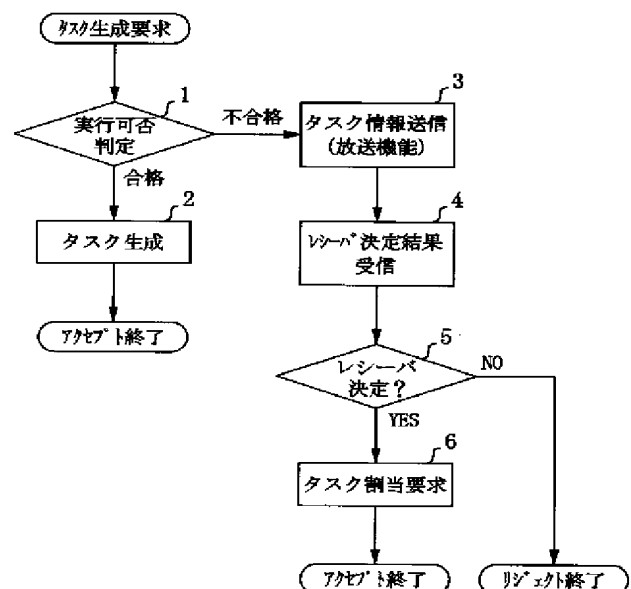 ﾀｽｸ生成要求
1
実行可否
判定
不合格
合格
2
タスク生成
ｱｸｾﾌﾟﾄ終了
3
タスク情報送信
(放送機能)
4
ﾚｼｰﾊﾞ決定結果
受信
5
レシーバ
決定?
NO
YES
6
タスク割当要求
ｱｸｾﾌﾟﾄ終了
ﾘｼﾞｪｸﾄ終了